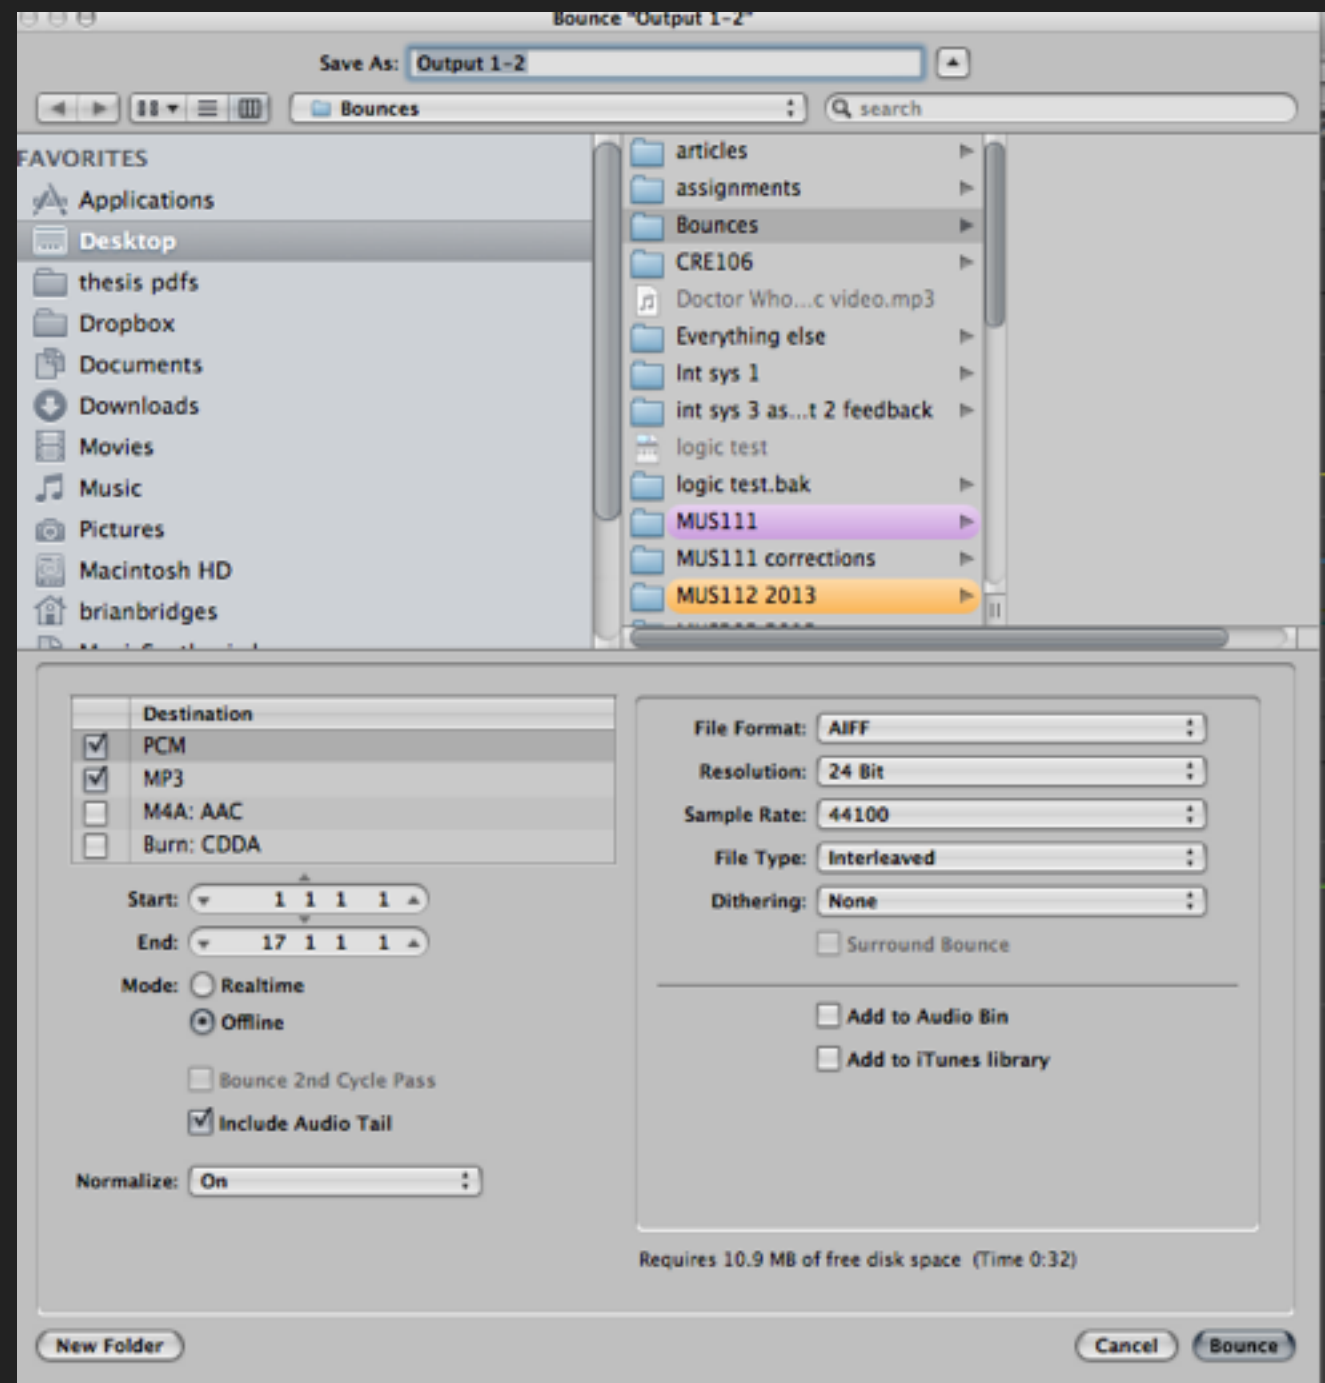 Bounce "Output 1-2"
Save As: Output 1-2
Bounces
search
FAVORITES
Applications
Desktop
thesis pdfs
Dropbox
Documents
Downloads
Movies
Music
Pictures
Macintosh HD
brianbridges
articles
assignments
Bounces
CRE106
Doctor Who...c video.mp3
Everything else
Int sys 1
int sys 3 as...t 2 feedback
logic test
logic test.bak
MUS111
MUS111 corrections
MUS112 2013
Destination
PCM
MP3
M4A: AAC
Burn: CDDA
Start: 1 1 1 1
End: 17 1 1 1
Mode: Realtime
Offline
Bounce 2nd Cycle Pass
Include Audio Tail
Normalize: On
File Format: AIFF
Resolution: 24 Bit
Sample Rate: 44100
File Type: Interleaved
Dithering: None
Surround Bounce
Add to Audio Bin
Add to iTunes library
Requires 10.9 MB of free disk space (Time 0:32)
New Folder
Cancel
Bounce